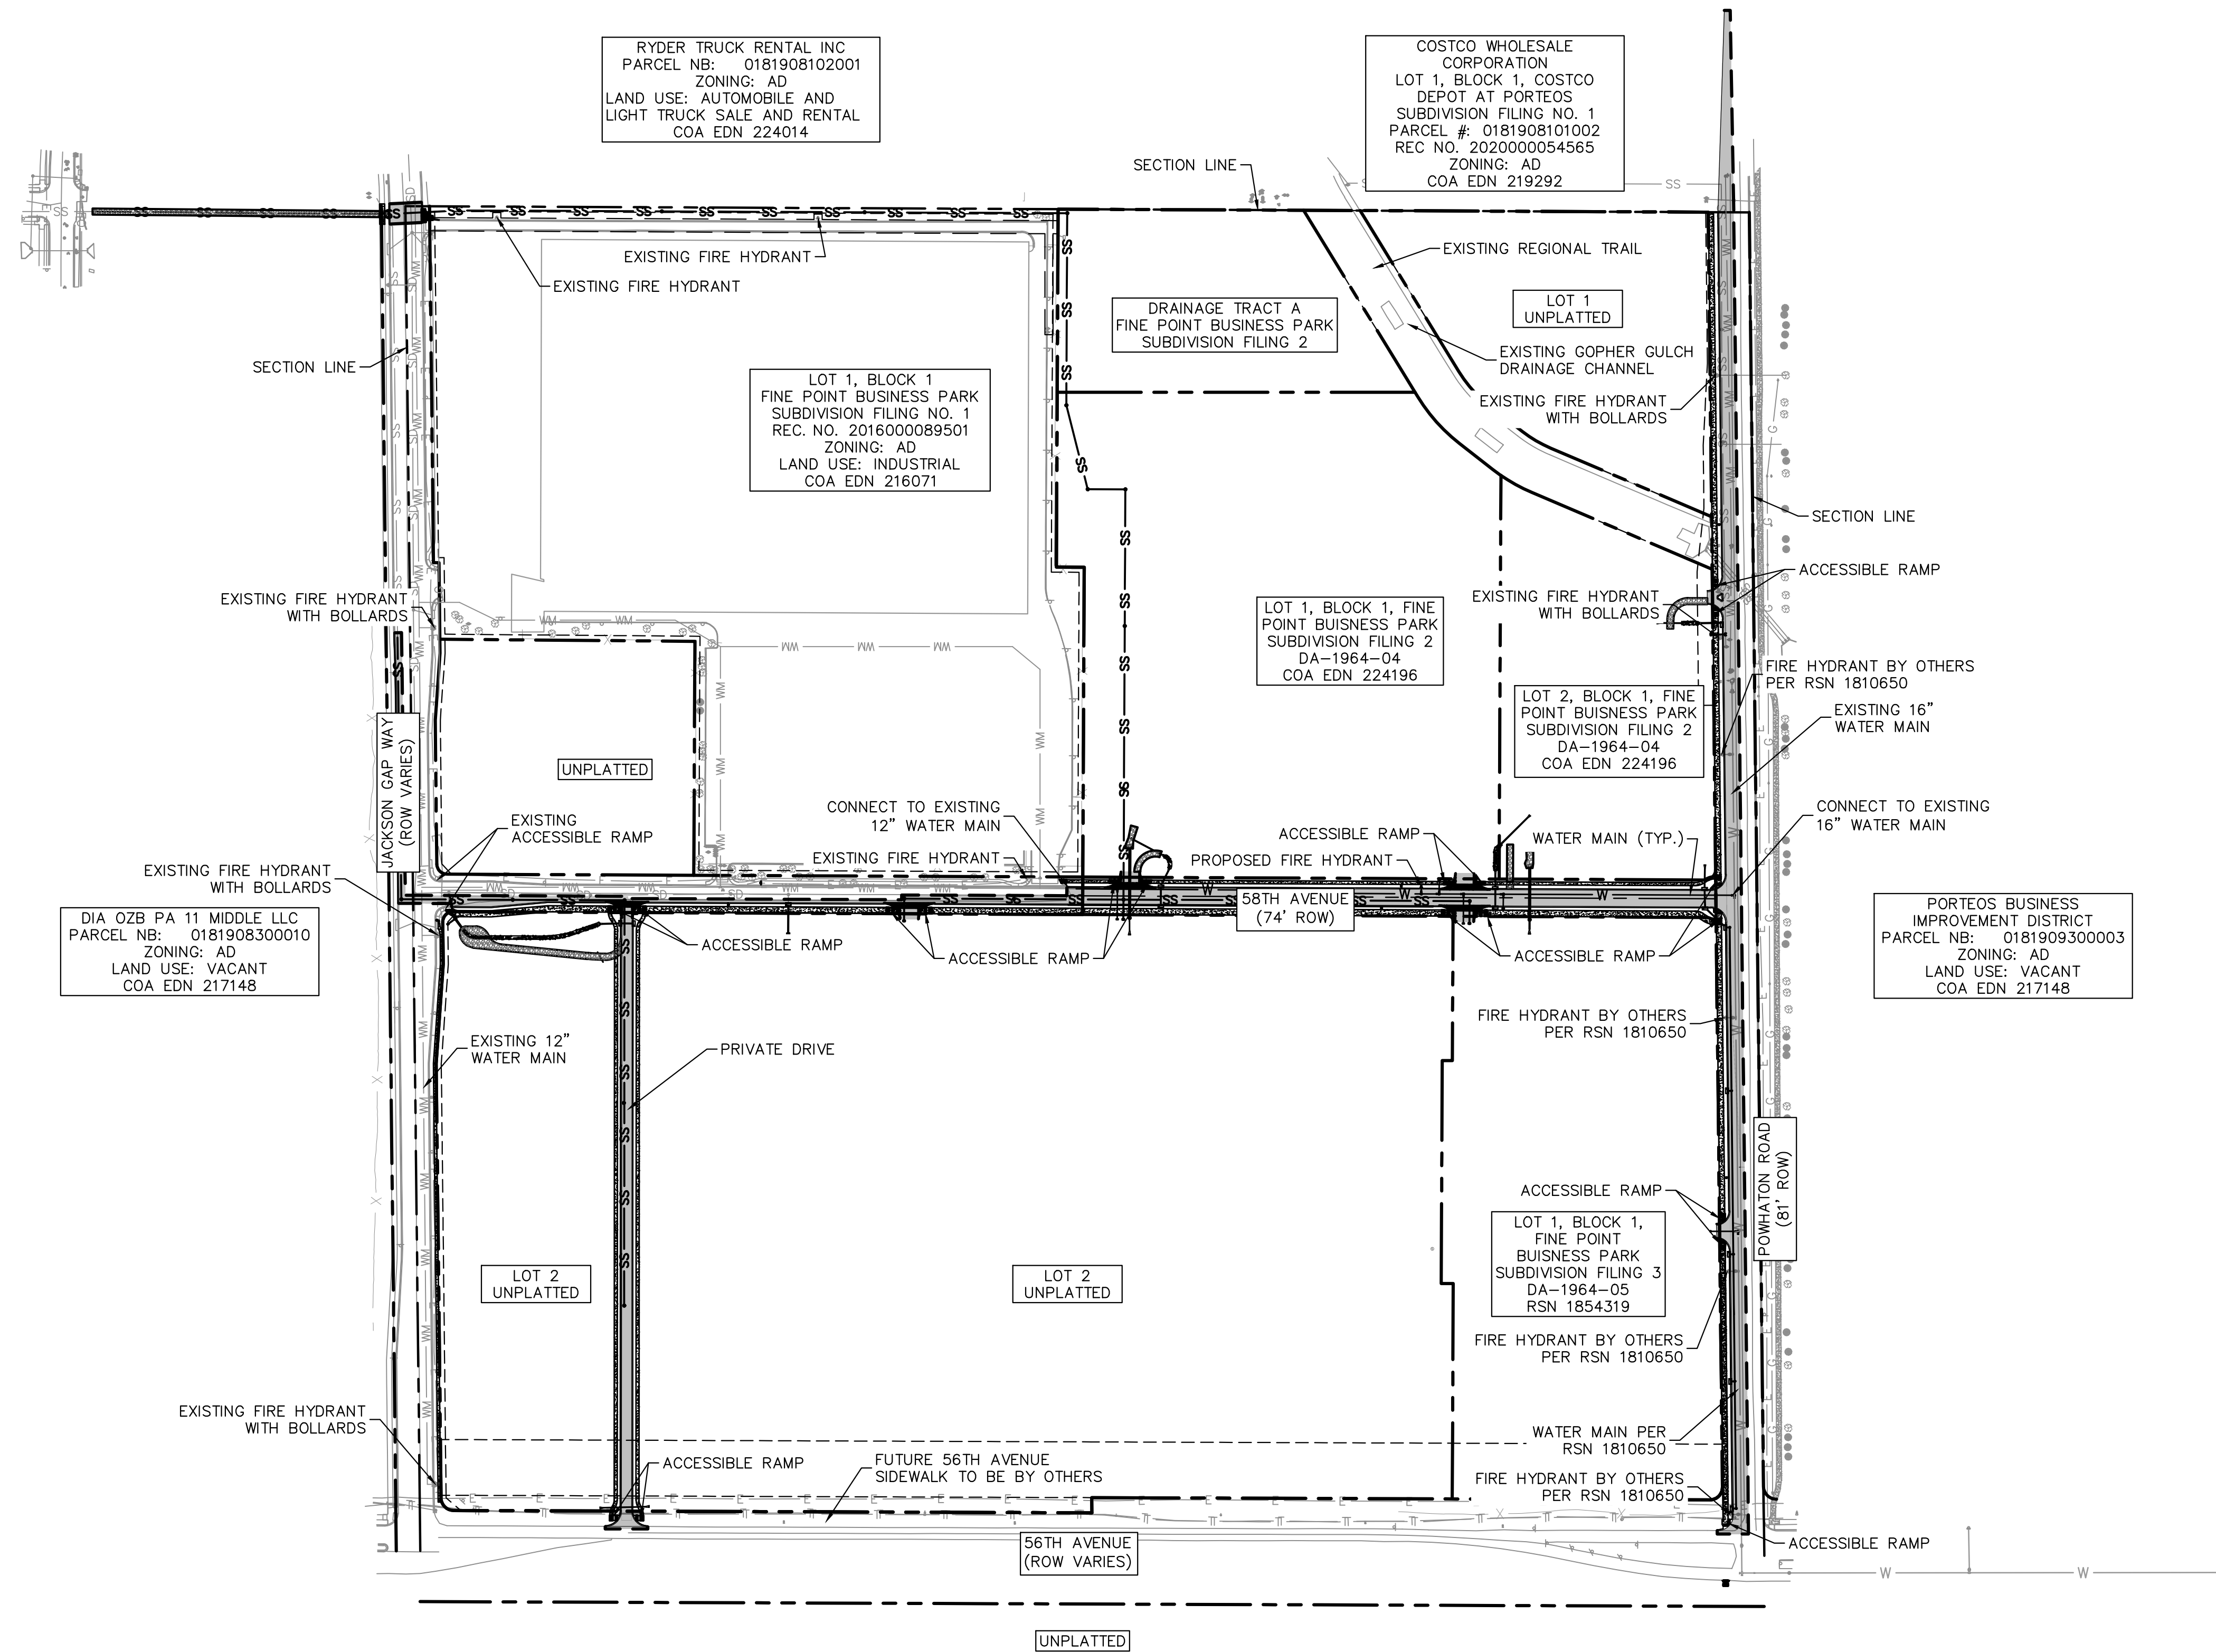 RYDER TRUCK RENTAL INC
PARCEL NB: 0181908102001
ZONING: AD
LAND USE: AUTOMOBILE AND
LIGHT TRUCK SALE AND RENTAL
COA EDN 224014
COSTCO WHOLESALE
CORPORATION
LOT 1, BLOCK 1, COSTCO
DEPOT AT PORTEOS
SUBDIVISION FILING NO. 1
PARCEL #: 0181908101002
REC NO. 2020000054565
ZONING: AD
COA EDN 219292
SECTION LINE
EXISTING FIRE HYDRANT
EXISTING FIRE HYDRANT
EXISTING REGIONAL TRAIL
LOT 1
UNPLATTED
DRAINAGE TRACT A
FINE POINT BUSINESS PARK
SUBDIVISION FILING 2
EXISTING GOPHER GULCH
DRAINAGE CHANNEL
SECTION LINE
LOT 1, BLOCK 1
FINE POINT BUSINESS PARK
SUBDIVISION FILING NO. 1
REC. NO. 2016000089501
ZONING: AD
LAND USE: INDUSTRIAL
COA EDN 216071
EXISTING FIRE HYDRANT
WITH BOLLARDS
SECTION LINE
ACCESSIBLE RAMP
EXISTING FIRE HYDRANT
WITH BOLLARDS
EXISTING FIRE HYDRANT
WITH BOLLARDS
LOT 1, BLOCK 1, FINE
POINT BUISNESS PARK
SUBDIVISION FILING 2
DA-1964-04
COA EDN 224196
FIRE HYDRANT BY OTHERS
PER RSN 1810650
LOT 2, BLOCK 1, FINE
POINT BUISNESS PARK
SUBDIVISION FILING 2
DA-1964-04
COA EDN 224196
EXISTING 16"
WATER MAIN
JACKSON GAP WAY
(ROW VARIES)
UNPLATTED
EXISTING
ACCESSIBLE RAMP
CONNECT TO EXISTING
12" WATER MAIN
CONNECT TO EXISTING
16" WATER MAIN
ACCESSIBLE RAMP
WATER MAIN (TYP.)
EXISTING FIRE HYDRANT
PROPOSED FIRE HYDRANT
EXISTING FIRE HYDRANT
WITH BOLLARDS
58TH AVENUE
(74' ROW)
DIA OZB PA 11 MIDDLE LLC
PARCEL NB: 0181908300010
ZONING: AD
LAND USE: VACANT
COA EDN 217148
PORTEOS BUSINESS
IMPROVEMENT DISTRICT
PARCEL NB: 0181909300003
ZONING: AD
LAND USE: VACANT
COA EDN 217148
ACCESSIBLE RAMP
ACCESSIBLE RAMP
ACCESSIBLE RAMP
FIRE HYDRANT BY OTHERS
PER RSN 1810650
EXISTING 12"
WATER MAIN
PRIVATE DRIVE
POWHATON ROAD
(81' ROW)
ACCESSIBLE RAMP
LOT 1, BLOCK 1,
FINE POINT
BUISNESS PARK
SUBDIVISION FILING 3
DA-1964-05
RSN 1854319
LOT 2
UNPLATTED
LOT 2
UNPLATTED
FIRE HYDRANT BY OTHERS
PER RSN 1810650
EXISTING FIRE HYDRANT
WITH BOLLARDS
WATER MAIN PER
RSN 1810650
ACCESSIBLE RAMP
FUTURE 56TH AVENUE
SIDEWALK TO BE BY OTHERS
FIRE HYDRANT BY OTHERS
PER RSN 1810650
56TH AVENUE
(ROW VARIES)
ACCESSIBLE RAMP
UNPLATTED